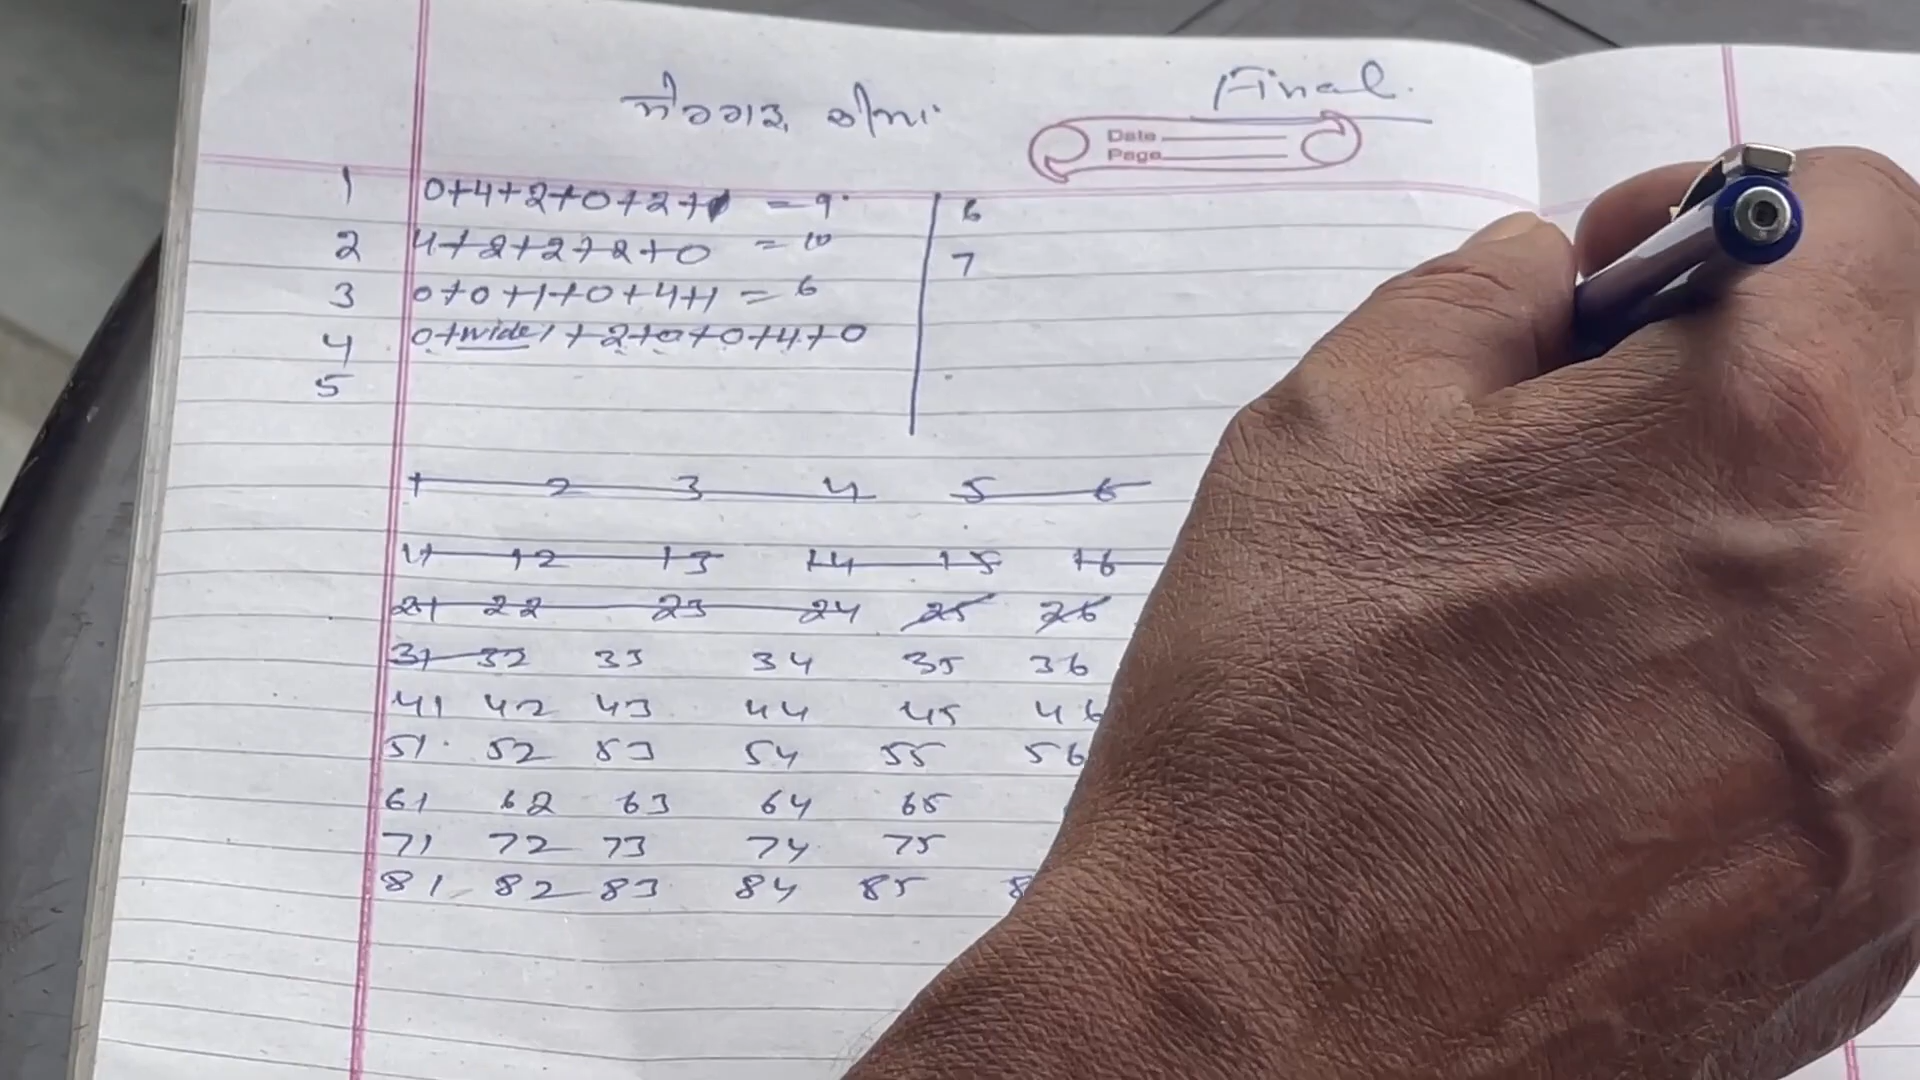 Final.
Date
Page
1 0+4+2+0+2+1 = 9. 6
2 4+2+2+2+0 = 10 7
3 0+0+1+0+4+1 = 6
4 0+wide1+2+0+0+4+0
5
1 2 3 4 5 6
11 12 13 14 15 16
21 22 23 24 25 26
31 32 33 34 35 36
41 42 43 44 45 46
51 52 53 54 55 56
61 62 63 64 65
71 72 73 74 75
81 82 83 84 85 8